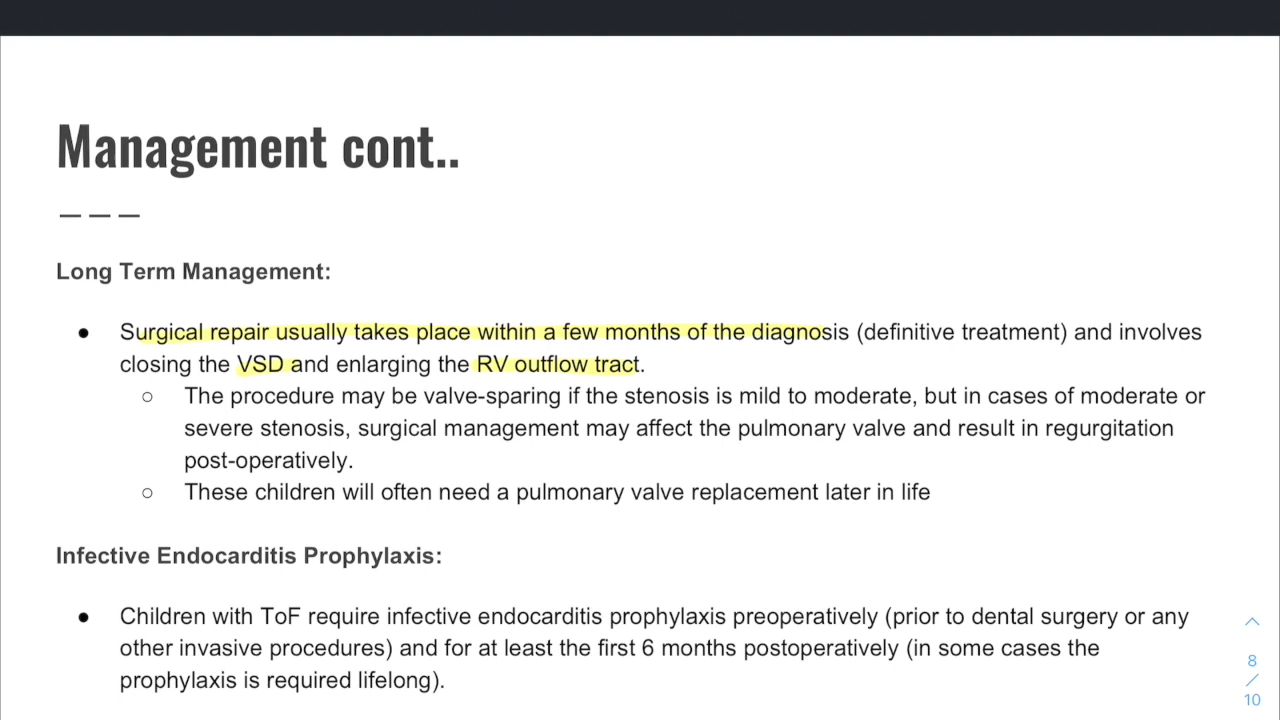 Management cont..
Long Term Management:
● Surgical repair usually takes place within a few months of the diagnosis (definitive treatment) and involves
closing the VSD and enlarging the RV outflow tract.
○ The procedure may be valve-sparing if the stenosis is mild to moderate, but in cases of moderate or
severe stenosis, surgical management may affect the pulmonary valve and result in regurgitation
post-operatively.
○ These children will often need a pulmonary valve replacement later in life
Infective Endocarditis Prophylaxis:
● Children with ToF require infective endocarditis prophylaxis preoperatively (prior to dental surgery or any
other invasive procedures) and for at least the first 6 months postoperatively (in some cases the
prophylaxis is required lifelong).
8
/
10